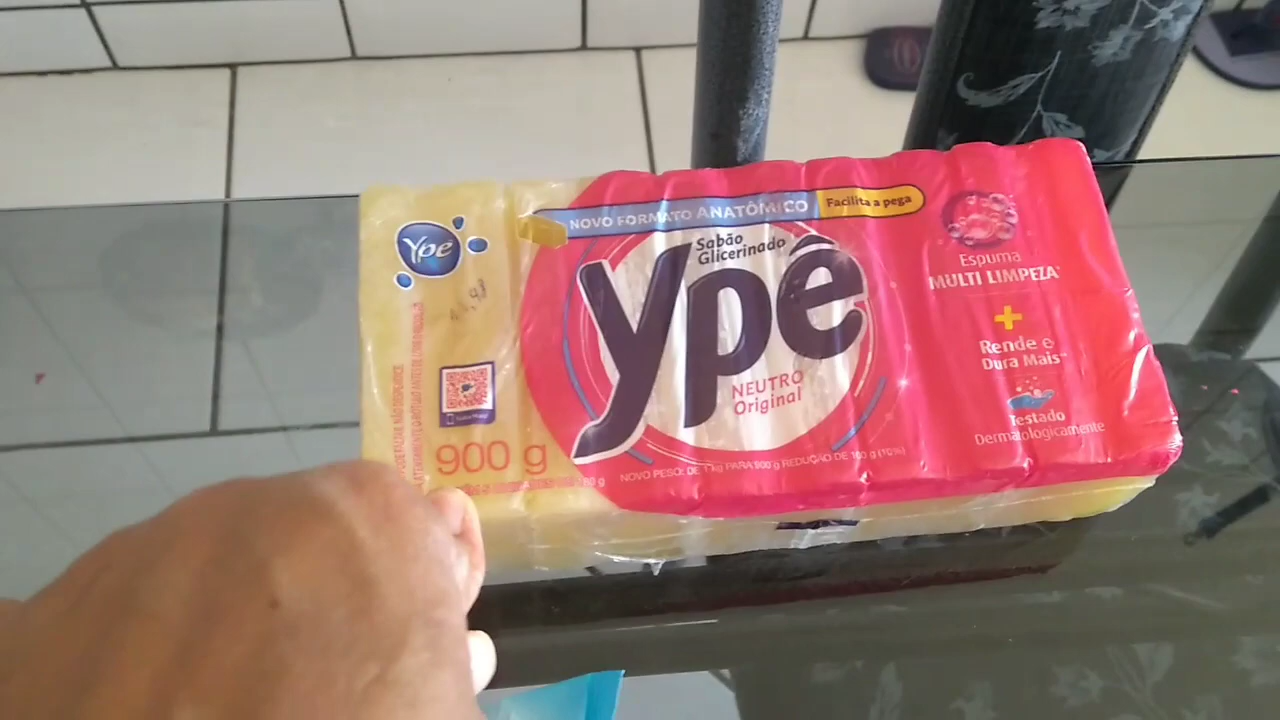 Ypê
NOVO FORMATO ANATÔMICO
Facilita a pega
Sabão
Glicerinado
ypê
NEUTRO
Original
Espuma
MULTI LIMPEZA
+
Rende e
Dura Mais
Testado
Dermatologicamente
900 g
NOVO PESO: DE 1 kg PARA 900 g REDUÇÃO DE 100 g (10%)